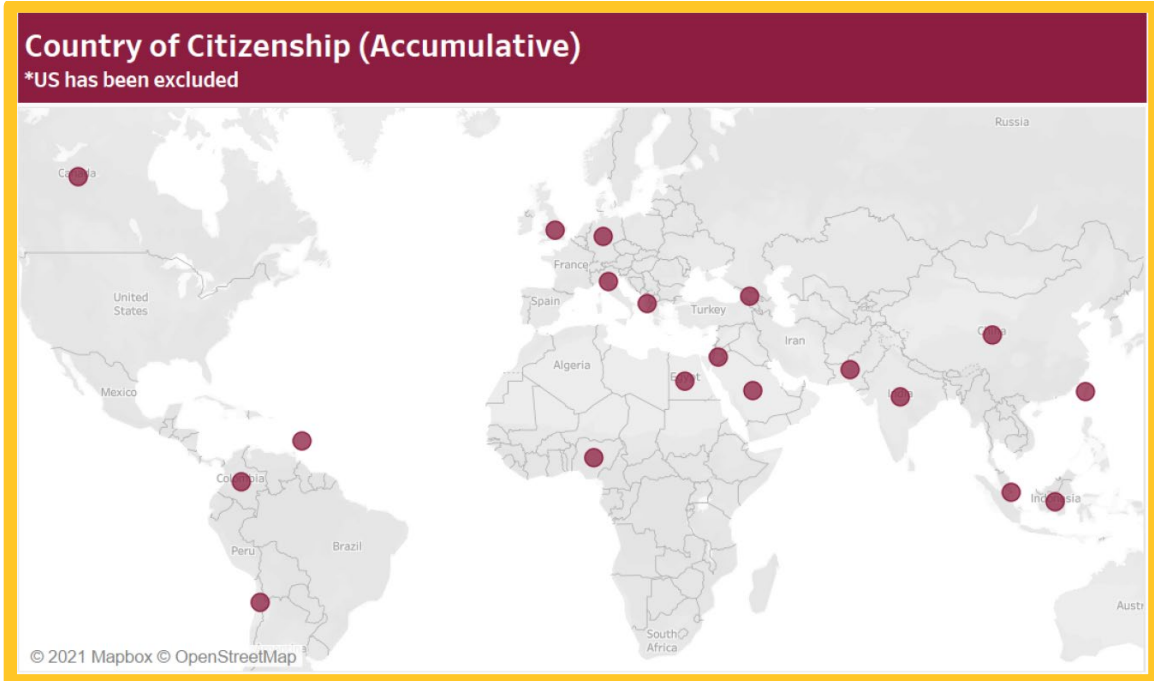 Country of Citizenship (Accumulative)
*US has been excluded
Russia
Canada
France
United
States
Spain
Turkey
China
Iran
Algeria
Mexico
Egypt
India
Colombia
Indonesia
Peru
Brazil
Austr
South
Africa
© 2021 Mapbox © OpenStreetMap